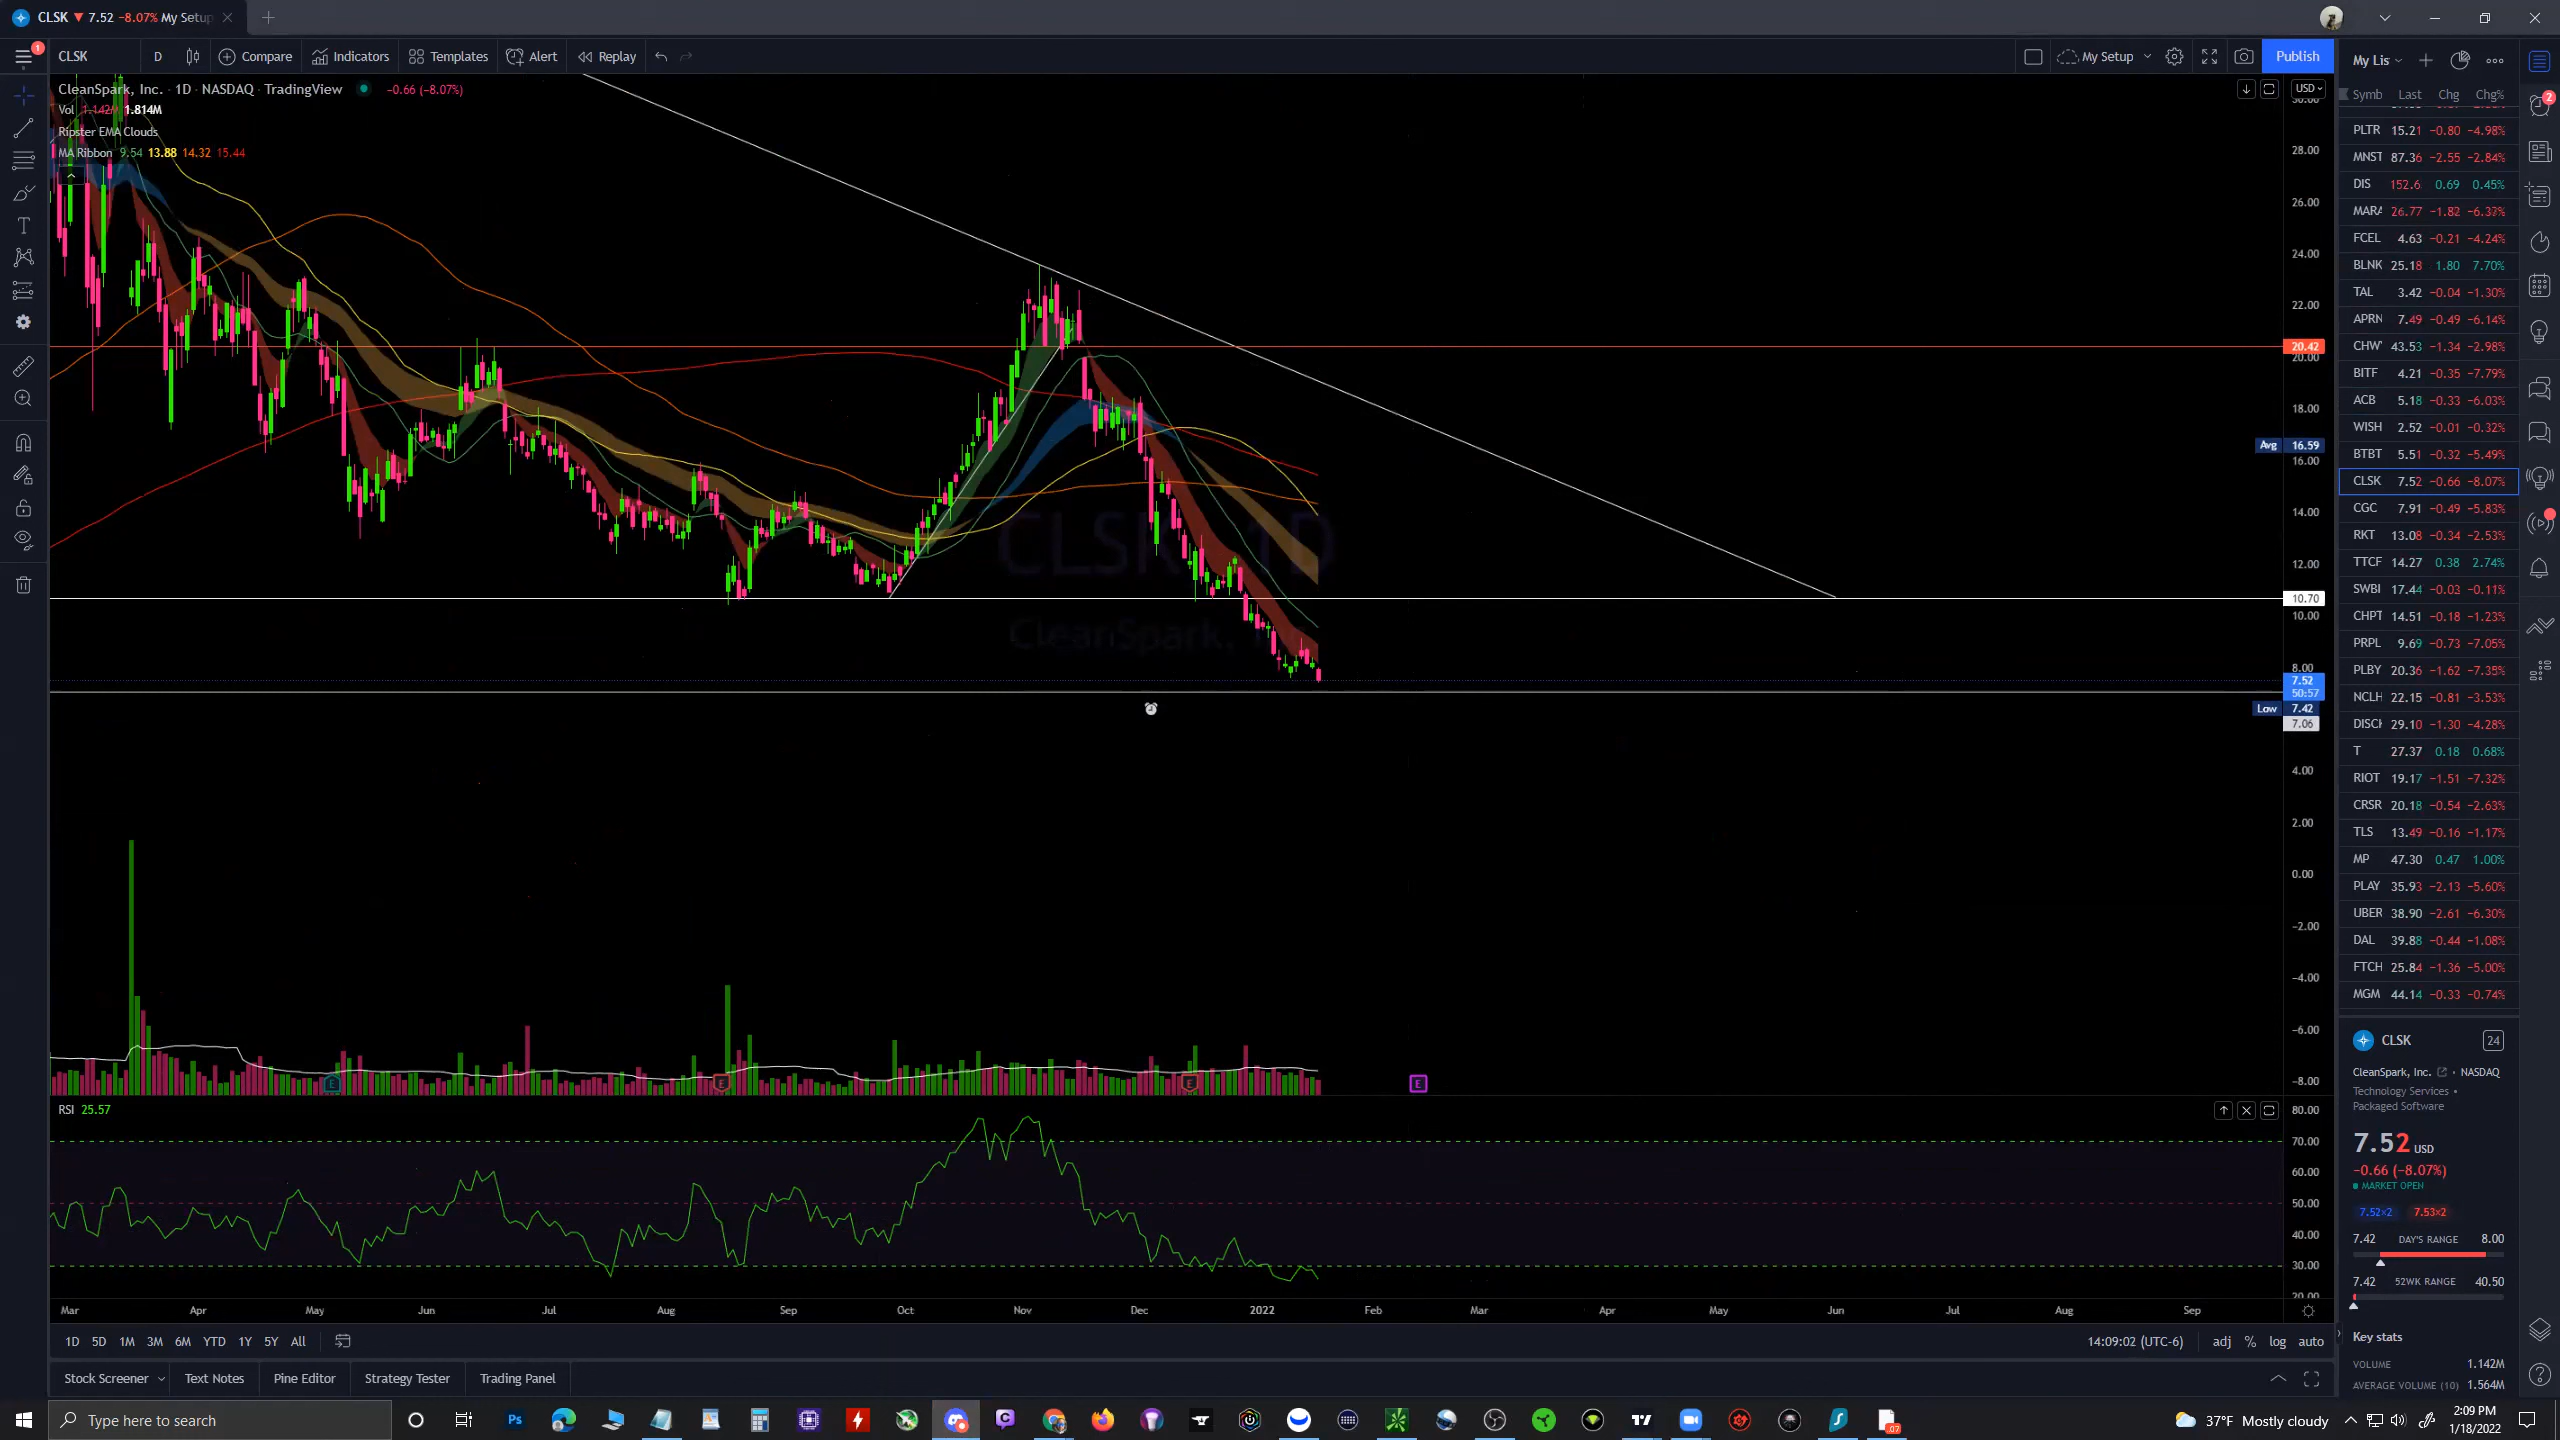 CLSK ▼ 7.52 −8.07% My Setup
CLSK D Compare Indicators Templates Alert Replay My Setup Publish
CleanSpark, Inc. · 1D · NASDAQ · TradingView −0.66 (−8.07%)
Vol 1.142M 1.814M
Ripster EMA Clouds
MA Ribbon 9.54 13.88 14.32 15.44
USD
30.00
28.00
26.00
24.00
22.00
20.42
20.00
18.00
Avg 16.59
16.00
14.00
12.00
10.70
10.00
8.00
7.52
50:57
Low 7.42
7.06
4.00
2.00
0.00
−2.00
−4.00
−6.00
−8.00
CLSK, 1D
CleanSpark, Inc.
E E E E
RSI 25.57
80.00
70.00
60.00
50.00
40.00
30.00
20.00
Mar Apr May Jun Jul Aug Sep Oct Nov Dec 2022 Feb Mar Apr May Jun Jul Aug Sep
1D 5D 1M 3M 6M YTD 1Y 5Y All 14:09:02 (UTC-6) adj % log auto
Stock Screener Text Notes Pine Editor Strategy Tester Trading Panel
My Lis
Symb Last Chg Chg%
PLTR 15.21 −0.80 −4.98%
MNST 87.36 −2.55 −2.84%
DIS 152.6 0.69 0.45%
MARA 26.77 −1.82 −6.37%
FCEL 4.63 −0.21 −4.24%
BLNK 25.18 1.80 7.70%
TAL 3.42 −0.04 −1.30%
APRN 7.49 −0.49 −6.14%
CHWY 43.53 −1.34 −2.98%
BITF 4.21 −0.35 −7.79%
ACB 5.18 −0.33 −6.03%
WISH 2.52 −0.01 −0.32%
BTBT 5.51 −0.32 −5.49%
CLSK 7.52 −0.66 −8.07%
CGC 7.91 −0.49 −5.83%
RKT 13.08 −0.34 −2.53%
TTCF 14.27 0.38 2.74%
SWBI 17.44 −0.03 −0.11%
CHPT 14.51 −0.18 −1.23%
PRPL 9.69 −0.73 −7.05%
PLBY 20.36 −1.62 −7.35%
NCLH 22.15 −0.81 −3.53%
DISCK 29.10 −1.30 −4.28%
T 27.37 0.18 0.68%
RIOT 19.17 −1.51 −7.32%
CRSR 20.18 −0.54 −2.63%
TLS 13.49 −0.16 −1.17%
MP 47.30 0.47 1.00%
PLAY 35.93 −2.13 −5.60%
UBER 38.90 −2.61 −6.30%
DAL 39.88 −0.44 −1.08%
FTCH 25.84 −1.36 −5.00%
MGM 44.14 −0.33 −0.74%
CLSK 24
CleanSpark, Inc. • NASDAQ
Technology Services •
Packaged Software
7.52 USD
−0.66 (−8.07%)
MARKET OPEN
7.52×2 7.53×2
7.42 DAY'S RANGE 8.00
7.42 52WK RANGE 40.50
Key stats
VOLUME 1.142M
AVERAGE VOLUME (10) 1.564M
Type here to search
37°F Mostly cloudy
2:09 PM
1/18/2022